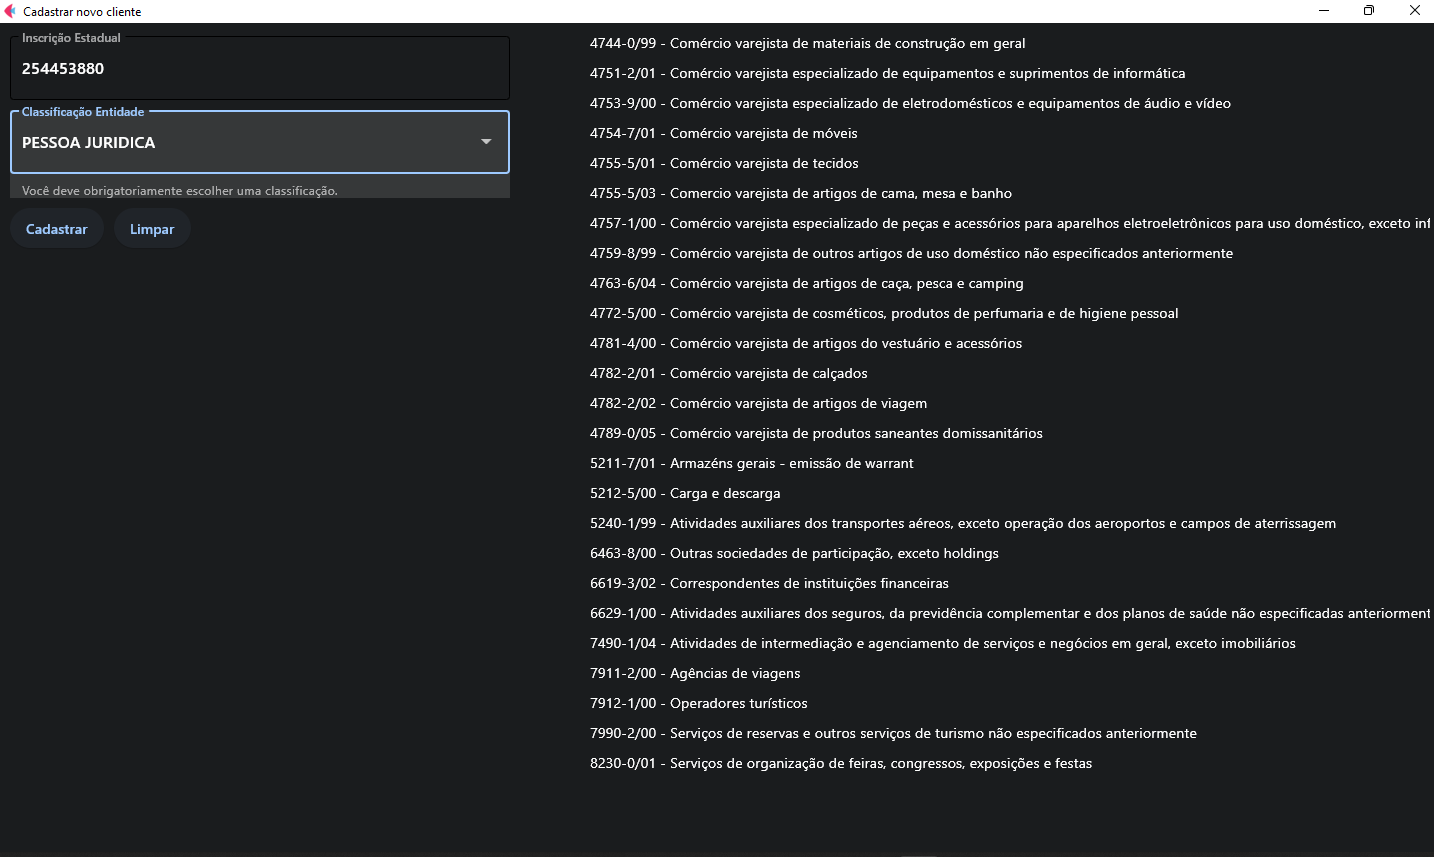 Cadastrar novo cliente
Inscrição Estadual
254453880
Classificação Entidade
PESSOA JURIDICA
Você deve obrigatoriamente escolher uma classificação.
Cadastrar
Limpar
4744-0/99 - Comércio varejista de materiais de construção em geral
4751-2/01 - Comércio varejista especializado de equipamentos e suprimentos de informática
4753-9/00 - Comércio varejista especializado de eletrodomésticos e equipamentos de áudio e vídeo
4754-7/01 - Comércio varejista de móveis
4755-5/01 - Comércio varejista de tecidos
4755-5/03 - Comercio varejista de artigos de cama, mesa e banho
4757-1/00 - Comércio varejista especializado de peças e acessórios para aparelhos eletroeletrônicos para uso doméstico, exceto inf
4759-8/99 - Comércio varejista de outros artigos de uso doméstico não especificados anteriormente
4763-6/04 - Comércio varejista de artigos de caça, pesca e camping
4772-5/00 - Comércio varejista de cosméticos, produtos de perfumaria e de higiene pessoal
4781-4/00 - Comércio varejista de artigos do vestuário e acessórios
4782-2/01 - Comércio varejista de calçados
4782-2/02 - Comércio varejista de artigos de viagem
4789-0/05 - Comércio varejista de produtos saneantes domissanitários
5211-7/01 - Armazéns gerais - emissão de warrant
5212-5/00 - Carga e descarga
5240-1/99 - Atividades auxiliares dos transportes aéreos, exceto operação dos aeroportos e campos de aterrissagem
6463-8/00 - Outras sociedades de participação, exceto holdings
6619-3/02 - Correspondentes de instituições financeiras
6629-1/00 - Atividades auxiliares dos seguros, da previdência complementar e dos planos de saúde não especificadas anteriorment
7490-1/04 - Atividades de intermediação e agenciamento de serviços e negócios em geral, exceto imobiliários
7911-2/00 - Agências de viagens
7912-1/00 - Operadores turísticos
7990-2/00 - Serviços de reservas e outros serviços de turismo não especificados anteriormente
8230-0/01 - Serviços de organização de feiras, congressos, exposições e festas